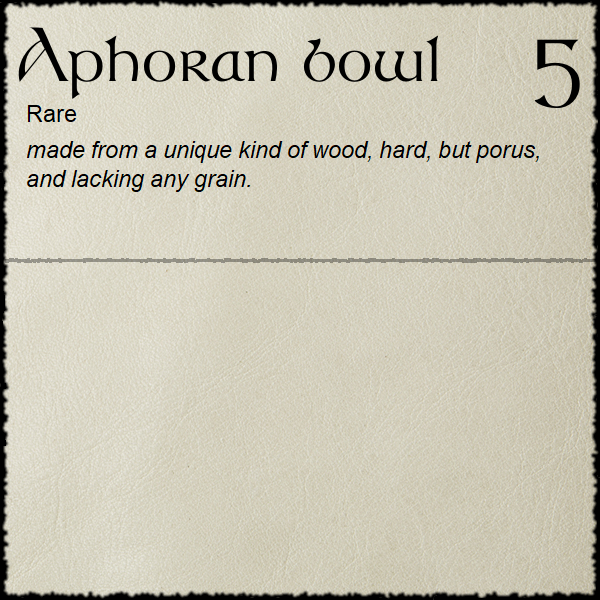 Aphoran bowl 5
Rare
made from a unique kind of wood, hard, but porus,
and lacking any grain.